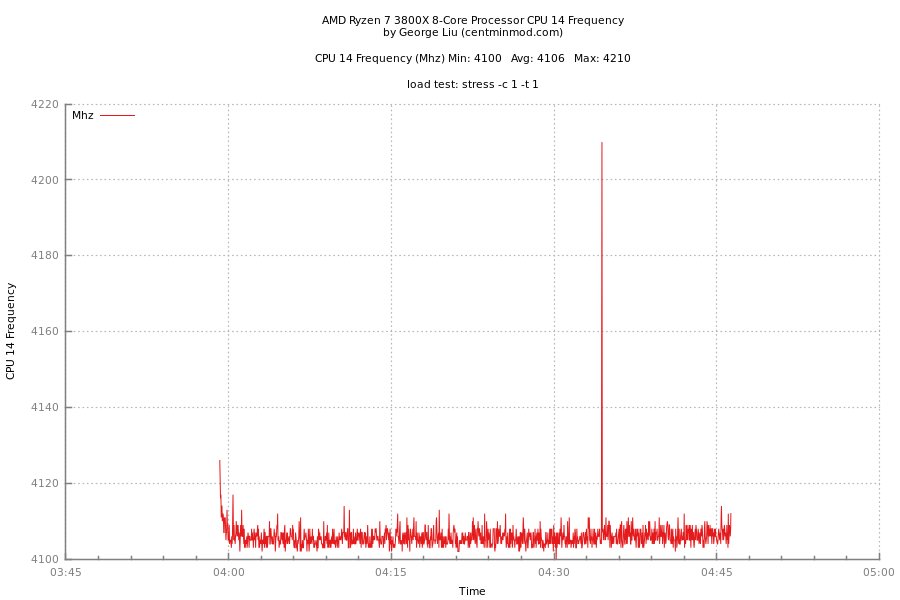 AMD Ryzen 7 3800X 8-Core Processor CPU 14 Frequency
by George Liu (centminmod.com)
CPU 14 Frequency (Mhz) Min: 4100 Avg: 4106 Max: 4210
load test: stress -c 1 -t 1
Mhz
4220
4200
4180
4160
4140
4120
4100
CPU 14 Frequency
03:45
04:00
04:15
04:30
04:45
05:00
Time